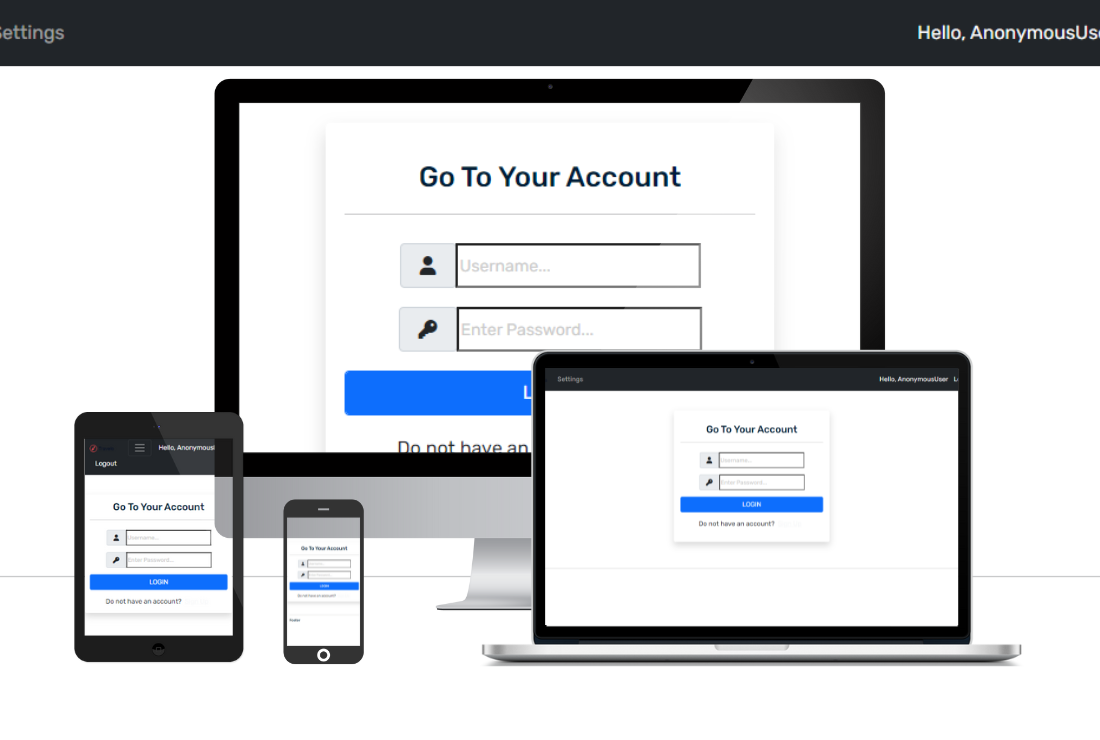 Settings
Hello, AnonymousUse
Go To Your Account
Username...
Enter Password...
L
Do not have an
Settings
Hello, AnonymousUser L
Go To Your Account
Username...
Enter Password...
LOGIN
Do not have an account?
Hello, Anonymous
Logout
Go To Your Account
Username...
Enter Password...
LOGIN
Do not have an account?
Go To Your Account
LOGIN
Do not have an account?